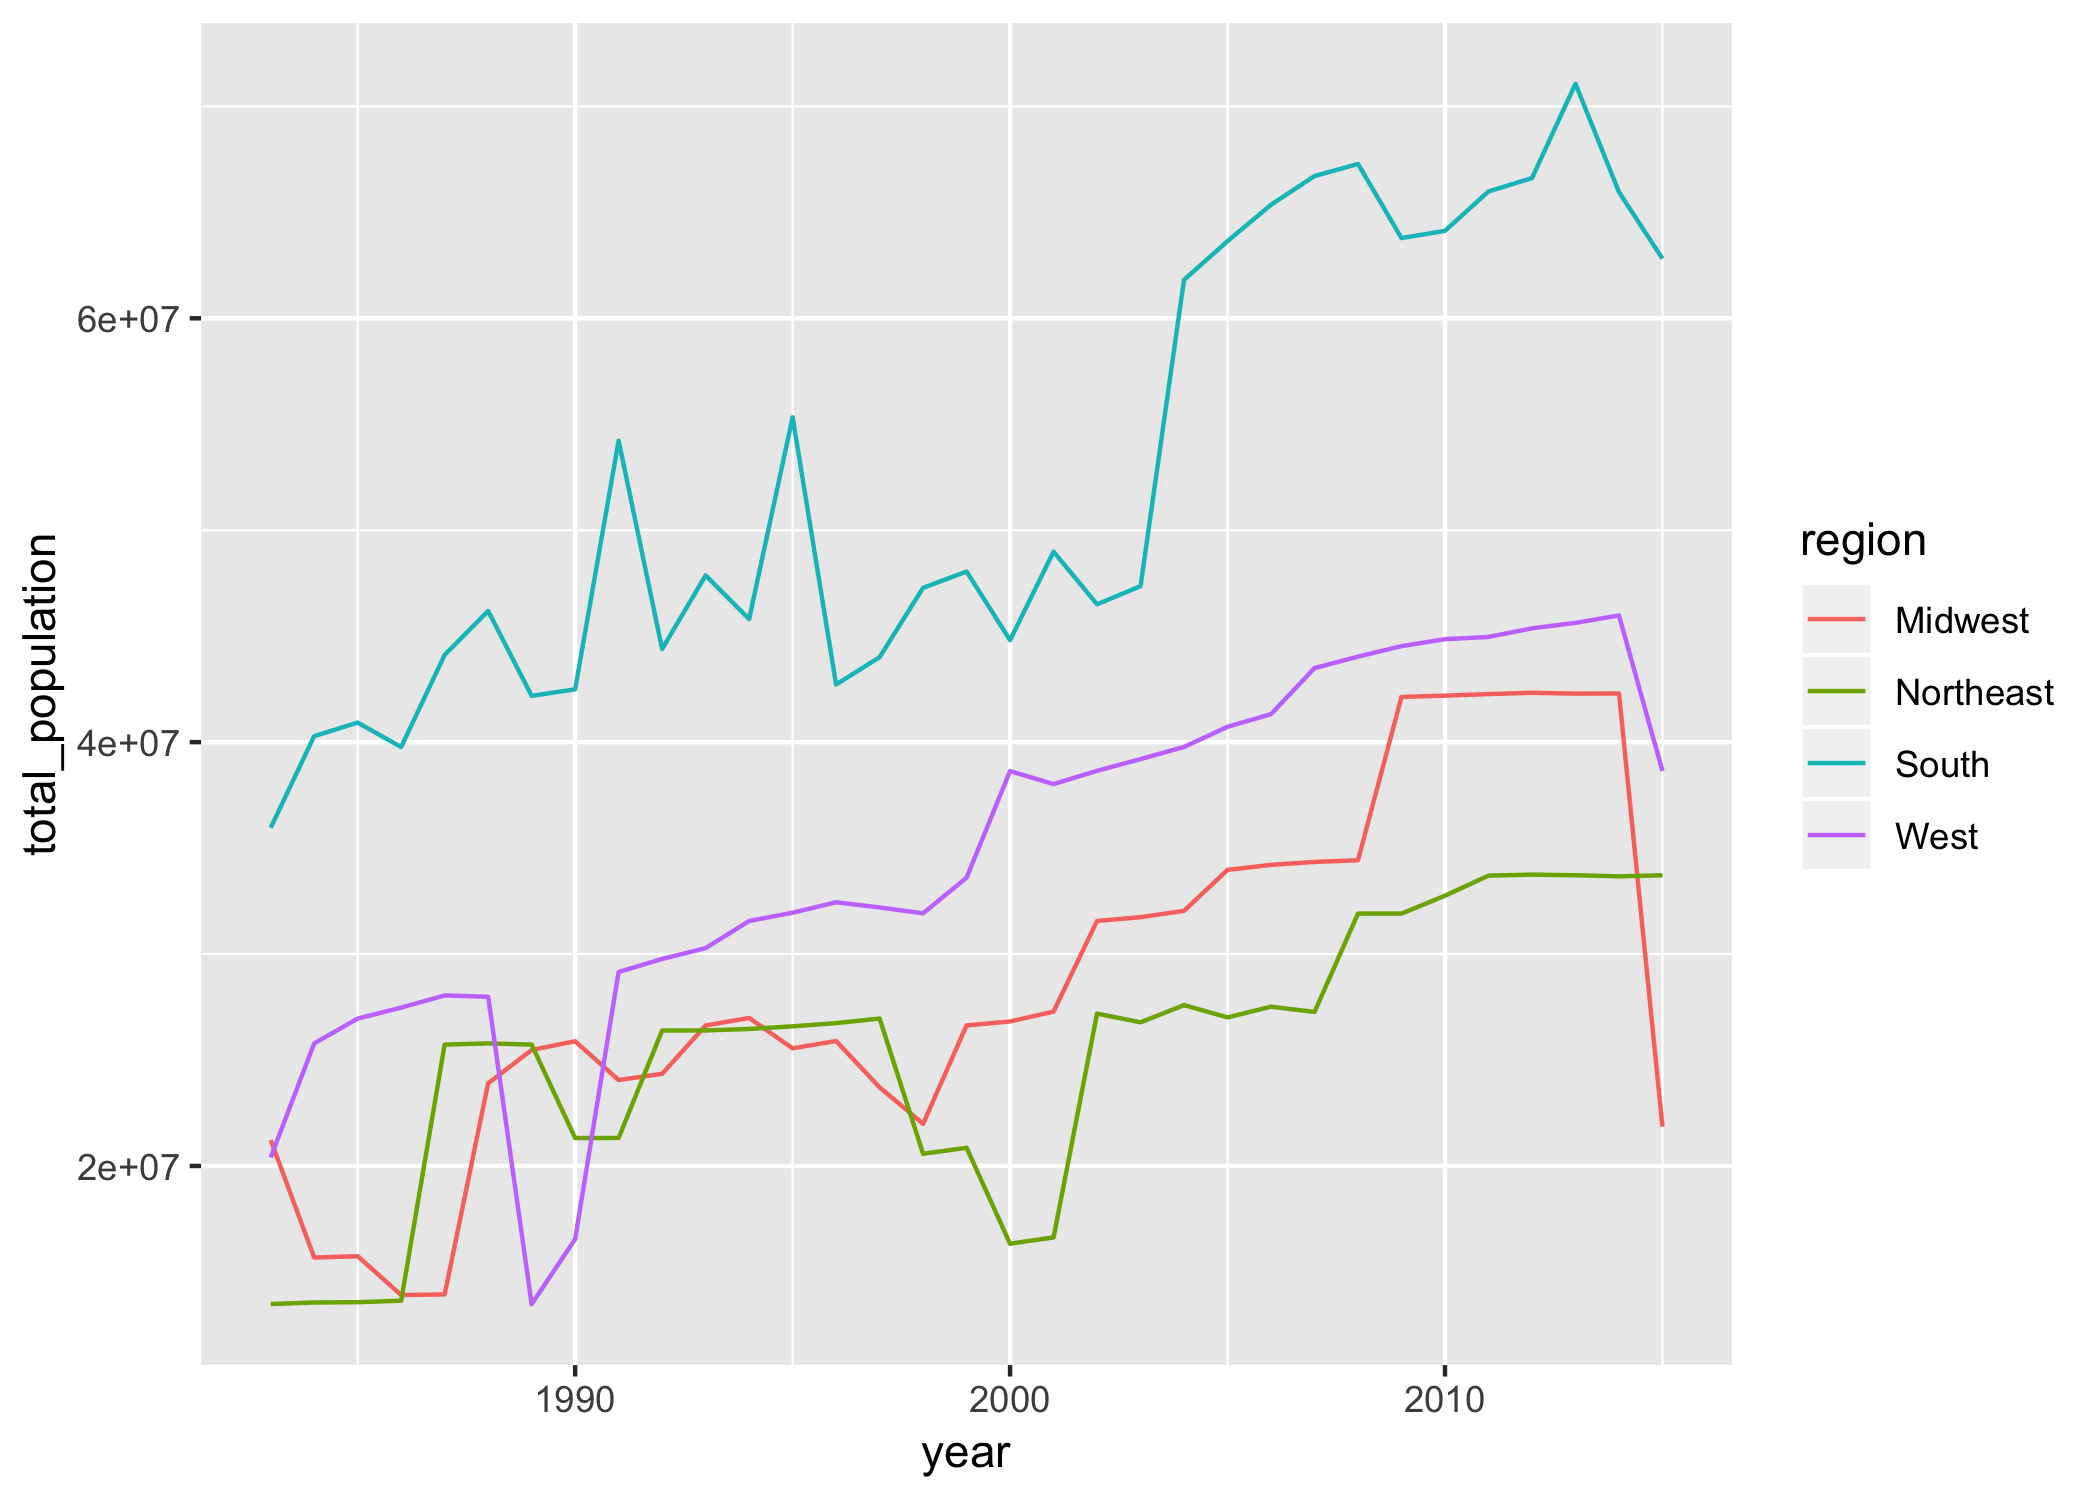 total_population
6e+07
4e+07
2e+07
1990
2000
2010
year
region
Midwest
Northeast
South
West